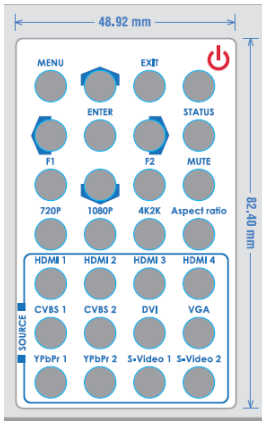 48.92 mm
MENU EXIT
ENTER STATUS
F1 F2 MUTE
720P 1080P 4K2K Aspect ratio
HDMI 1 HDMI 2 HDMI 3 HDMI 4
CVBS 1 CVBS 2 DVI VGA
YPbPr 1 YPbPr 2 S-Video 1 S-Video 2
SOURCE
82.40 mm